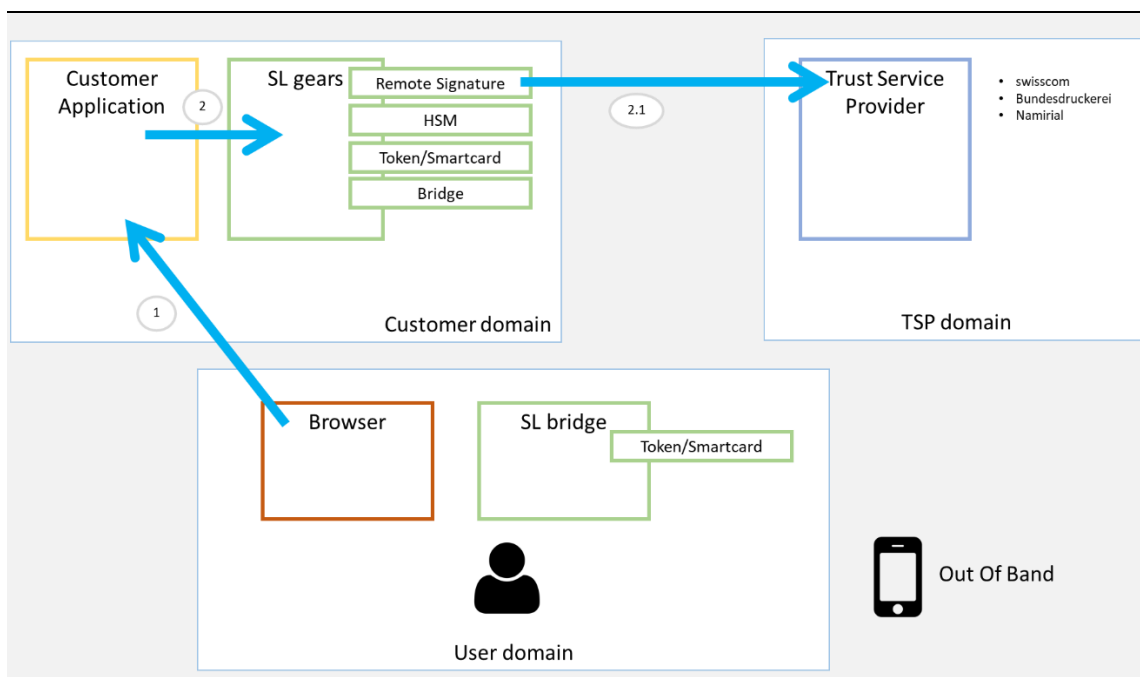 Customer
Application
2
SL gears
Remote Signature
HSM
Token/Smartcard
Bridge
2.1
Trust Service
Provider
• swisscom
• Bundesdruckerei
• Namirial
1
Customer domain
TSP domain
Browser
SL bridge
Token/Smartcard
Out Of Band
User domain